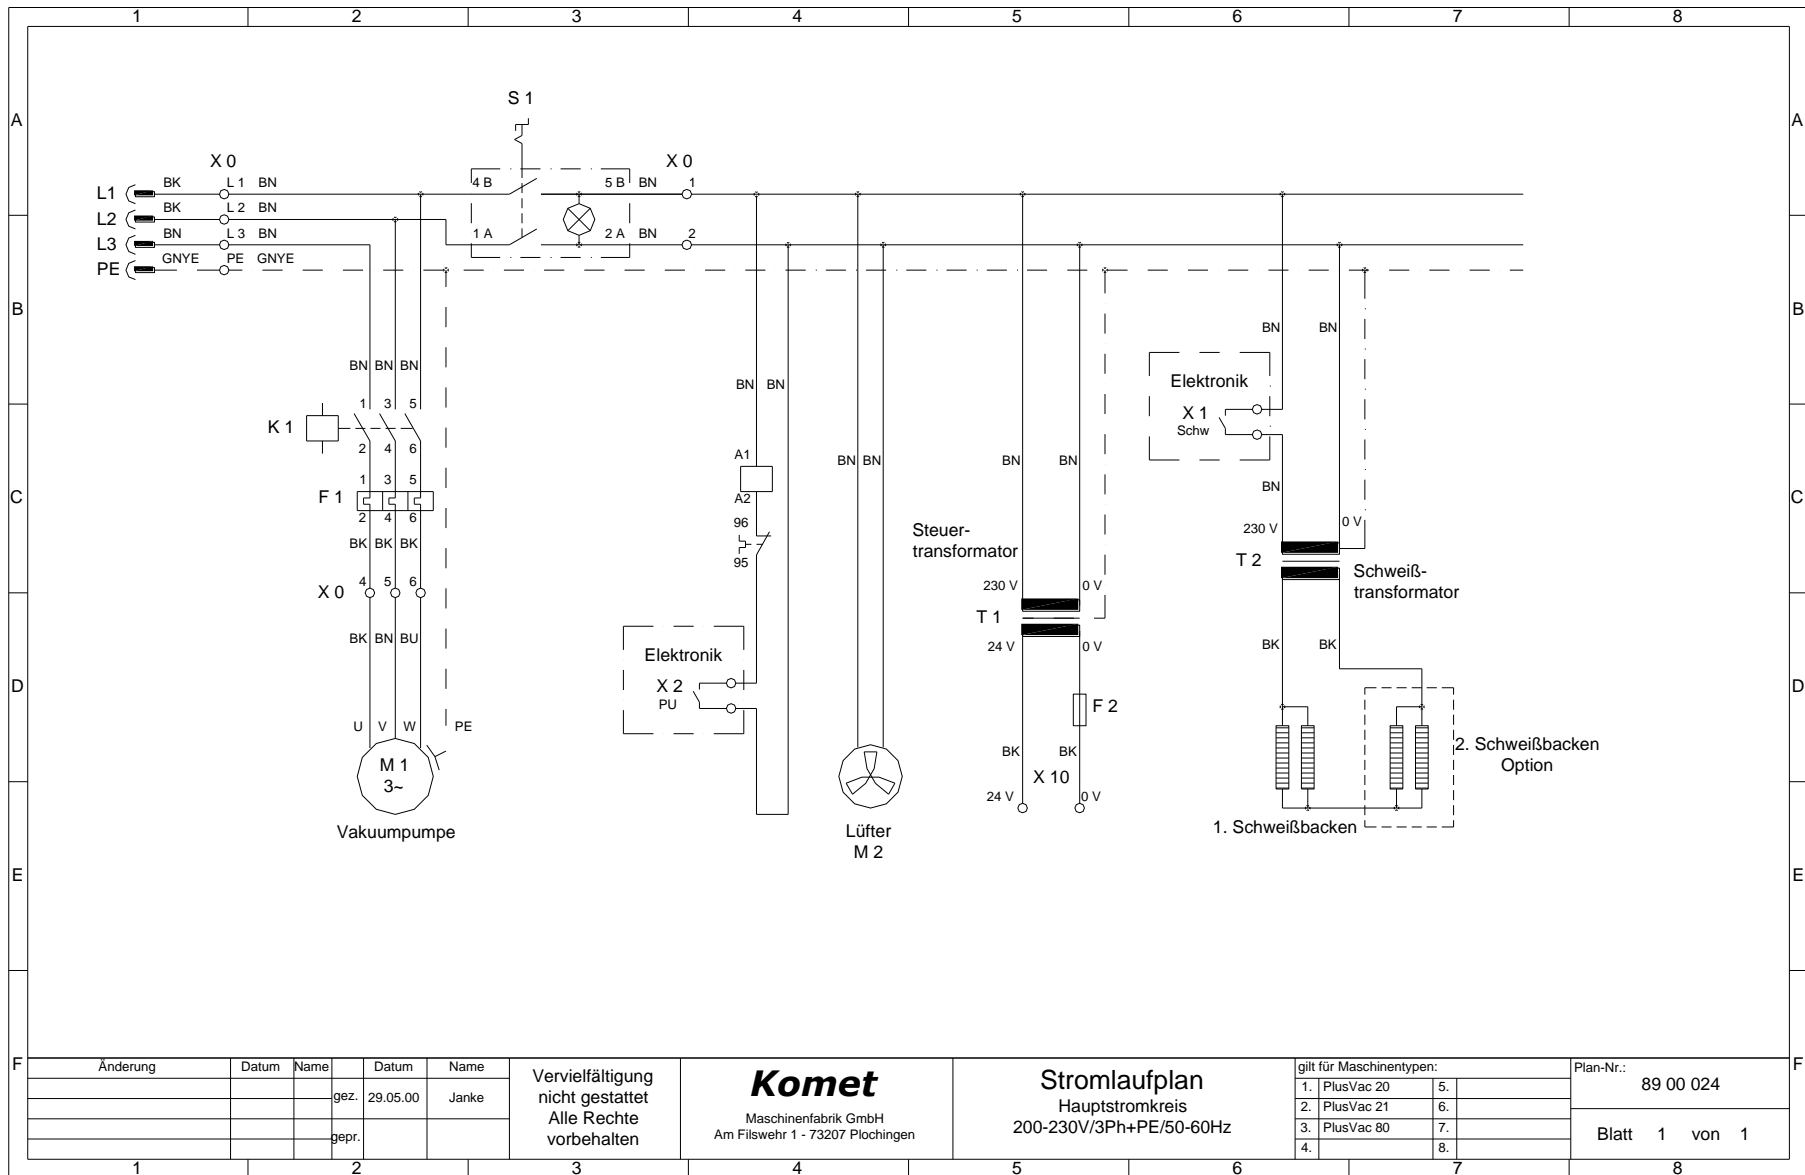 1 2 3 4 5 6 7 8
A A
S 1
X 0 X 0
L1 BK L 1 BN 4 B 5 B BN 1
L2 BK L 2 BN
L3 BN L 3 BN 1 A 2 A BN 2
PE GNYE PE GNYE
B B
BN BN
Elektronik
X 1
Schw
BN BN BN
BN BN
K 1
1 3 5
2 4 6
F 1
1 3 5
2 4 6
BK BK BK
X 0
4 5 6
BK BN BU
U V W PE
M 1
3~
Vakuumpumpe
C C
A1
A2
96
95
Elektronik
X 2
PU
BN BN
Lüfter
M 2
BN BN
Steuer-
transformator
230 V 0 V
T 1
24 V 0 V
F 2
BK BK
X 10
24 V 0 V
BN
230 V 0 V
T 2
Schweiß-
transformator
BK BK
D D
2. Schweißbacken
Option
1. Schweißbacken
E E
F F
Änderung Datum Name Datum Name
gez. 29.05.00 Janke
gepr.
Vervielfältigung
nicht gestattet
Alle Rechte
vorbehalten
Komet
Maschinenfabrik GmbH
Am Filswehr 1 - 73207 Plochingen
Stromlaufplan
Hauptstromkreis
200-230V/3Ph+PE/50-60Hz
gilt für Maschinentypen:
1. PlusVac 20 5.
2. PlusVac 21 6.
3. PlusVac 80 7.
4. 8.
Plan-Nr.:
89 00 024
Blatt 1 von 1
1 2 3 4 5 6 7 8